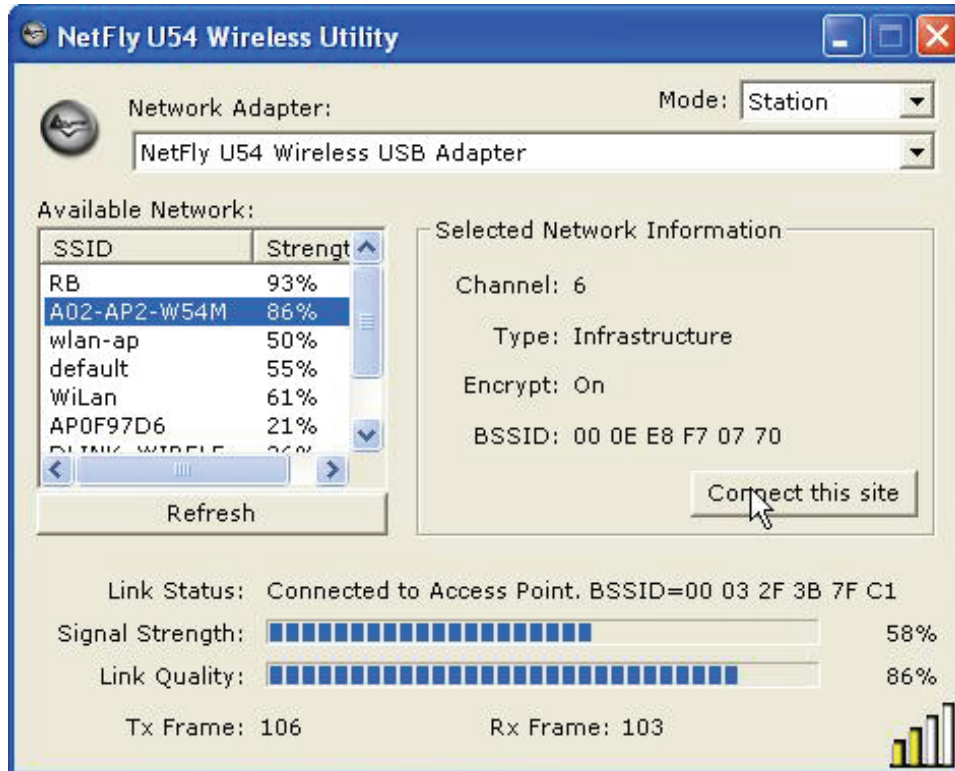 NetFly U54 Wireless Utility
Network Adapter:
Mode: Station
NetFly U54 Wireless USB Adapter
Available Network:
SSID Strengt
RB 93%
A02-AP2-W54M 86%
wlan-ap 50%
default 55%
WiLan 61%
AP0F97D6 21%
Refresh
Selected Network Information
Channel: 6
Type: Infrastructure
Encrypt: On
BSSID: 00 0E E8 F7 07 70
Connect this site
Link Status: Connected to Access Point. BSSID=00 03 2F 3B 7F C1
Signal Strength: 58%
Link Quality: 86%
Tx Frame: 106 Rx Frame: 103